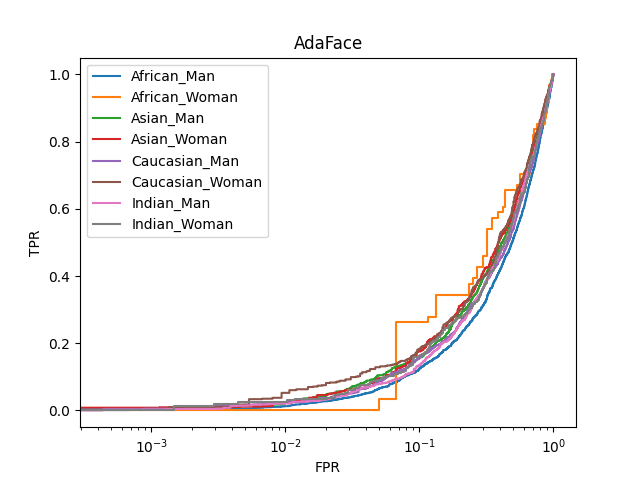 AdaFace
African_Man
African_Woman
Asian_Man
Asian_Woman
Caucasian_Man
Caucasian_Woman
Indian_Man
Indian_Woman
TPR
1.0
0.8
0.6
0.4
0.2
0.0
10⁻³ 10⁻² 10⁻¹ 10⁰
FPR